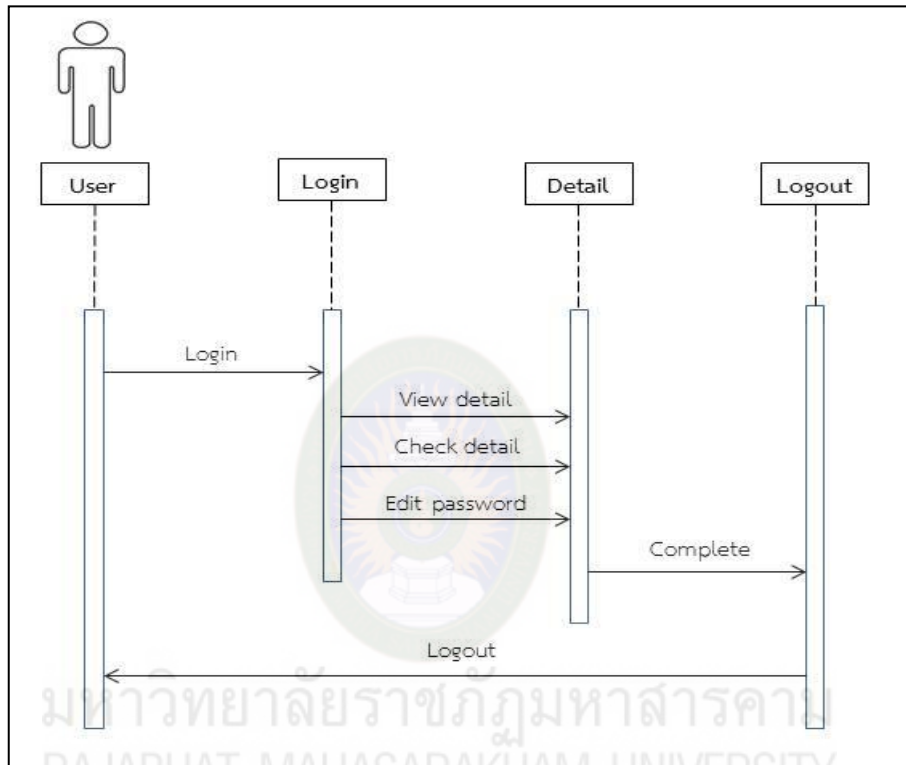 User
Login
Detail
Logout
Login
View detail
Check detail
Edit password
Complete
Logout
มหาวิทยาลัยราชภัฏมหาสารคาม
RAJABHAT MAHASARAKHAM UNIVERSITY